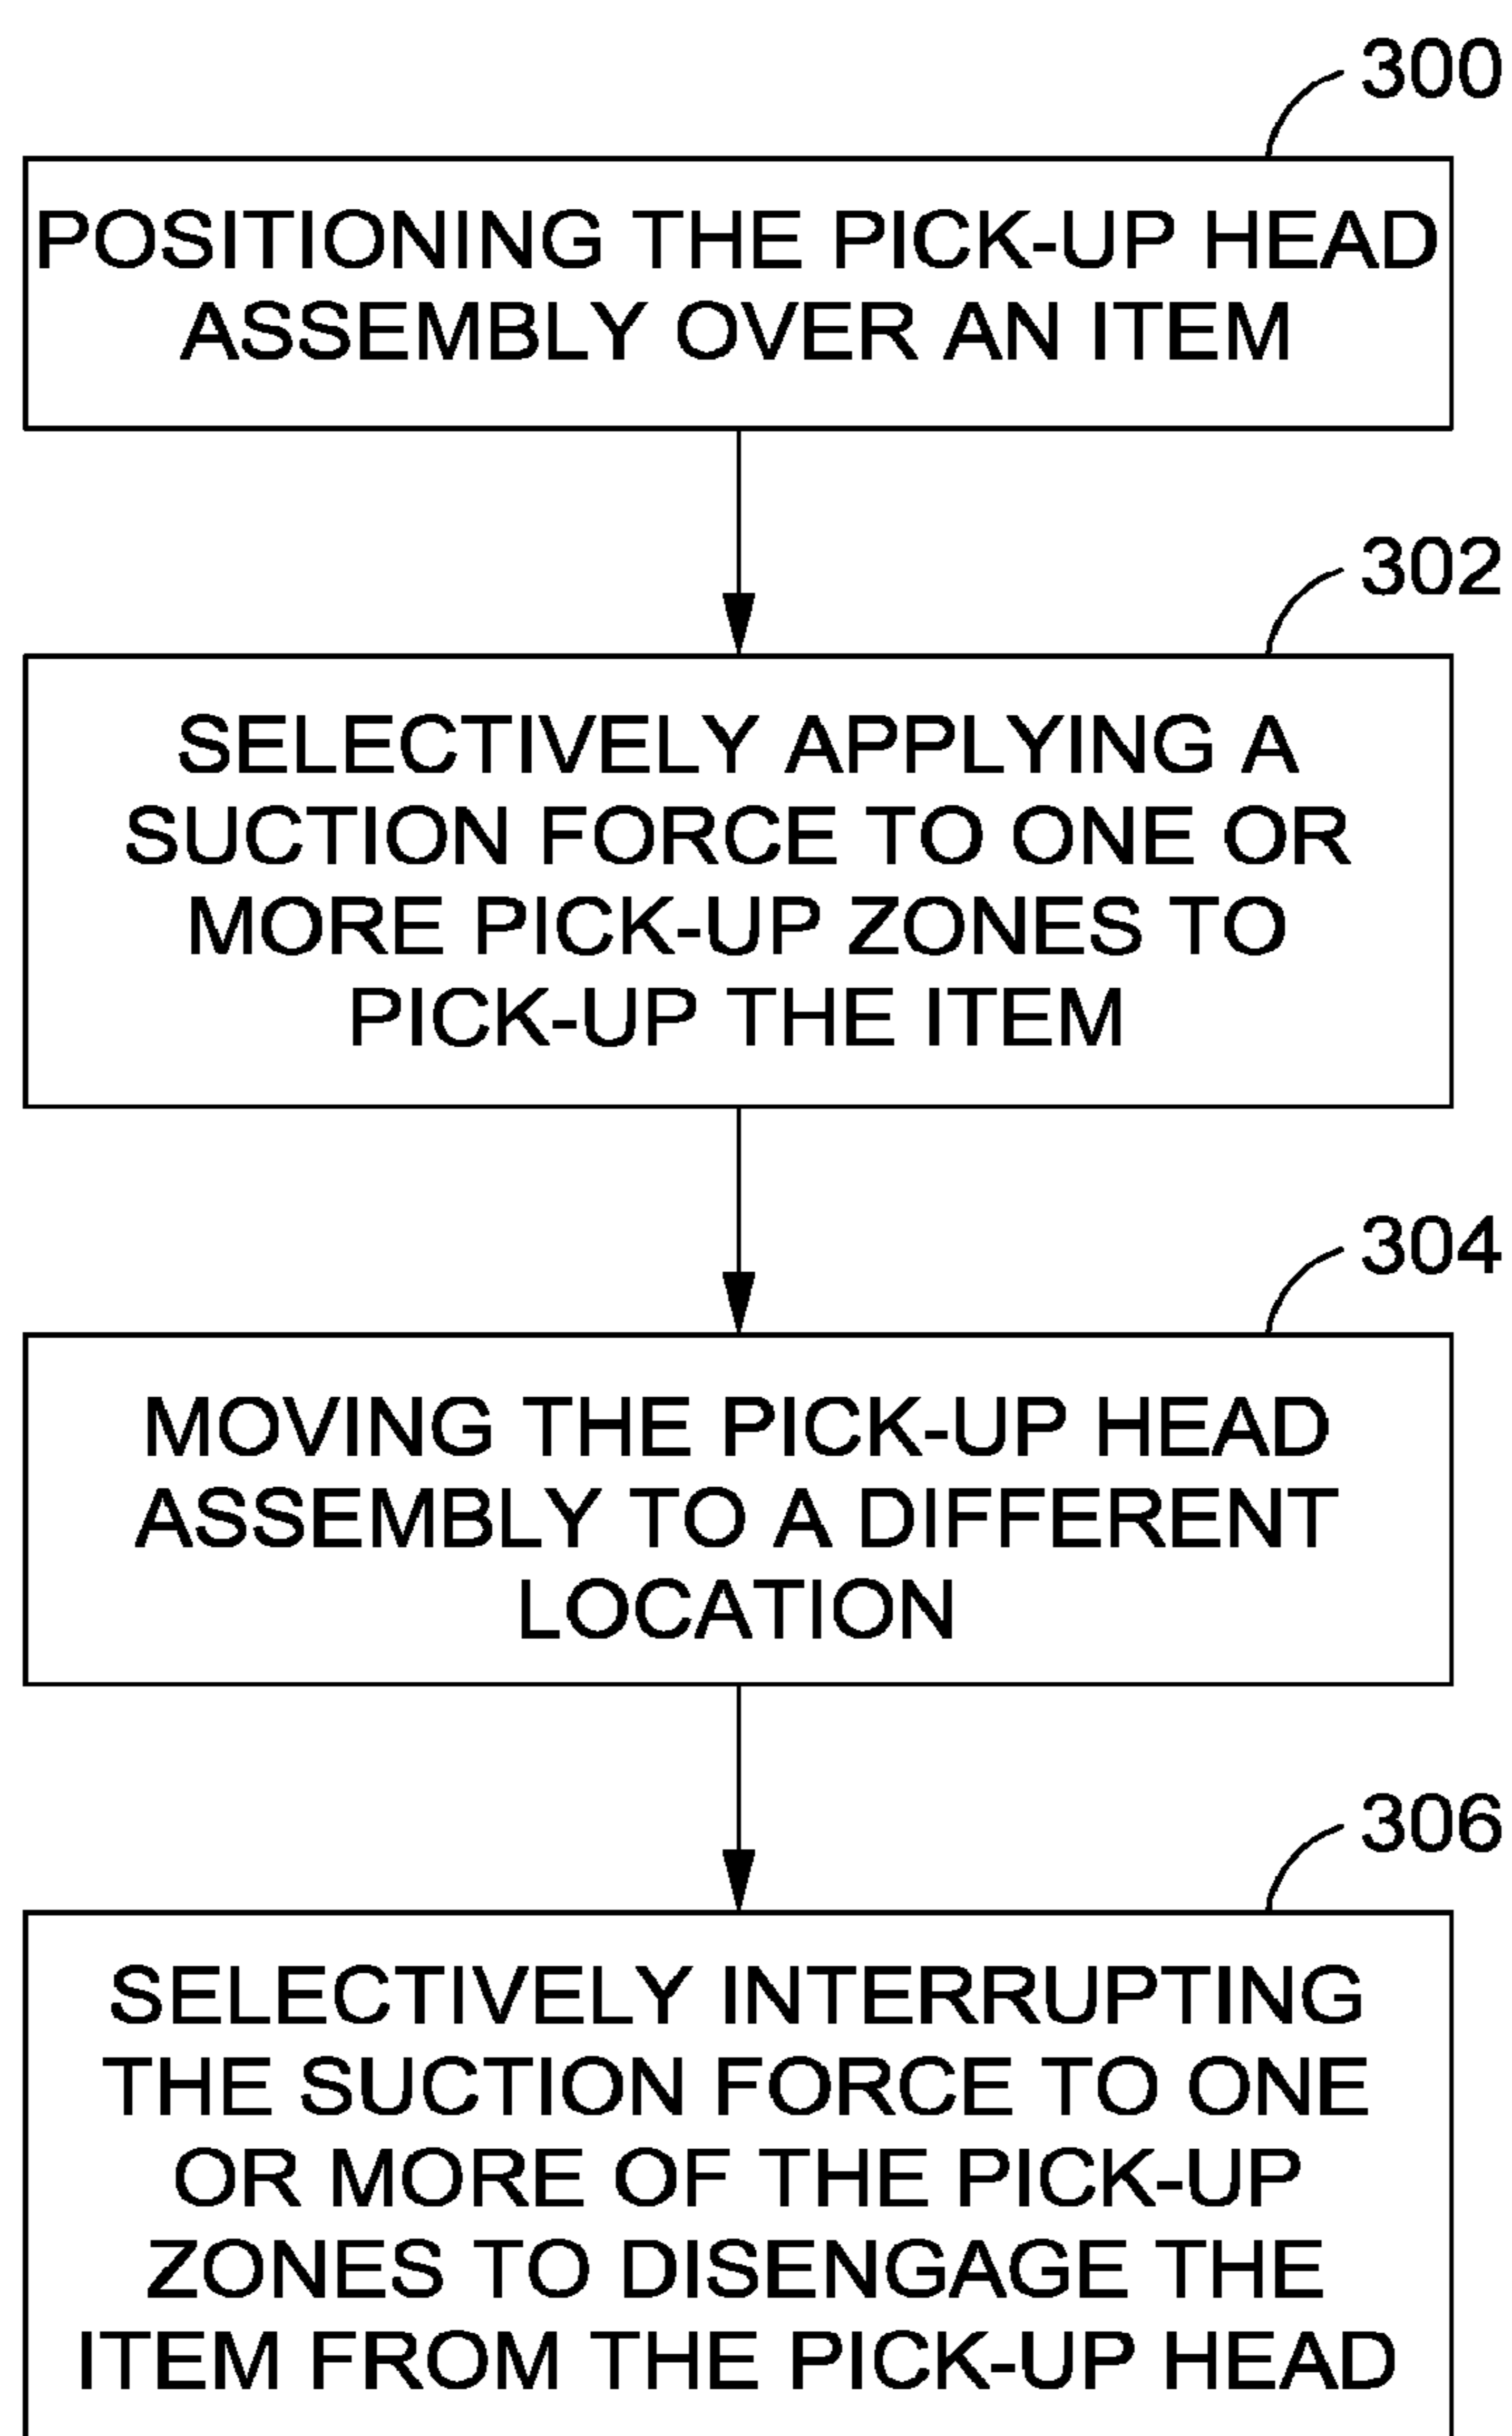 300
POSITIONING THE PICK-UP HEAD
ASSEMBLY OVER AN ITEM
302
SELECTIVELY APPLYING A
SUCTION FORCE TO ONE OR
MORE PICK-UP ZONES TO
PICK-UP THE ITEM
304
MOVING THE PICK-UP HEAD
ASSEMBLY TO A DIFFERENT
LOCATION
306
SELECTIVELY INTERRUPTING
THE SUCTION FORCE TO ONE
OR MORE OF THE PICK-UP
ZONES TO DISENGAGE THE
ITEM FROM THE PICK-UP HEAD